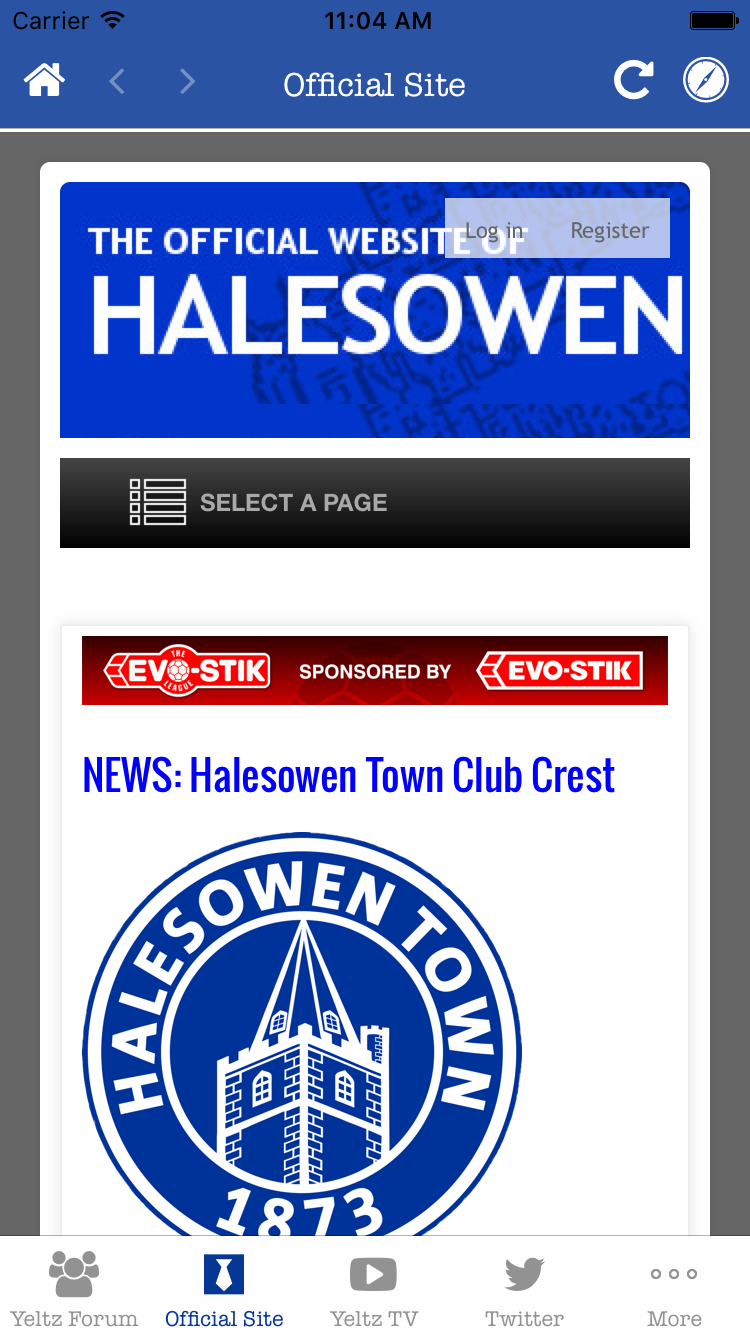 Carrier 11:04 AM
Official Site
Log in Register
THE OFFICIAL WEBSITE OF
HALESOWEN
SELECT A PAGE
THE
EVO-STIK SPONSORED BY EVO-STIK
LEAGUE
NEWS: Halesowen Town Club Crest
HALESOWEN TOWN
1873
Yeltz Forum Official Site Yeltz TV Twitter More